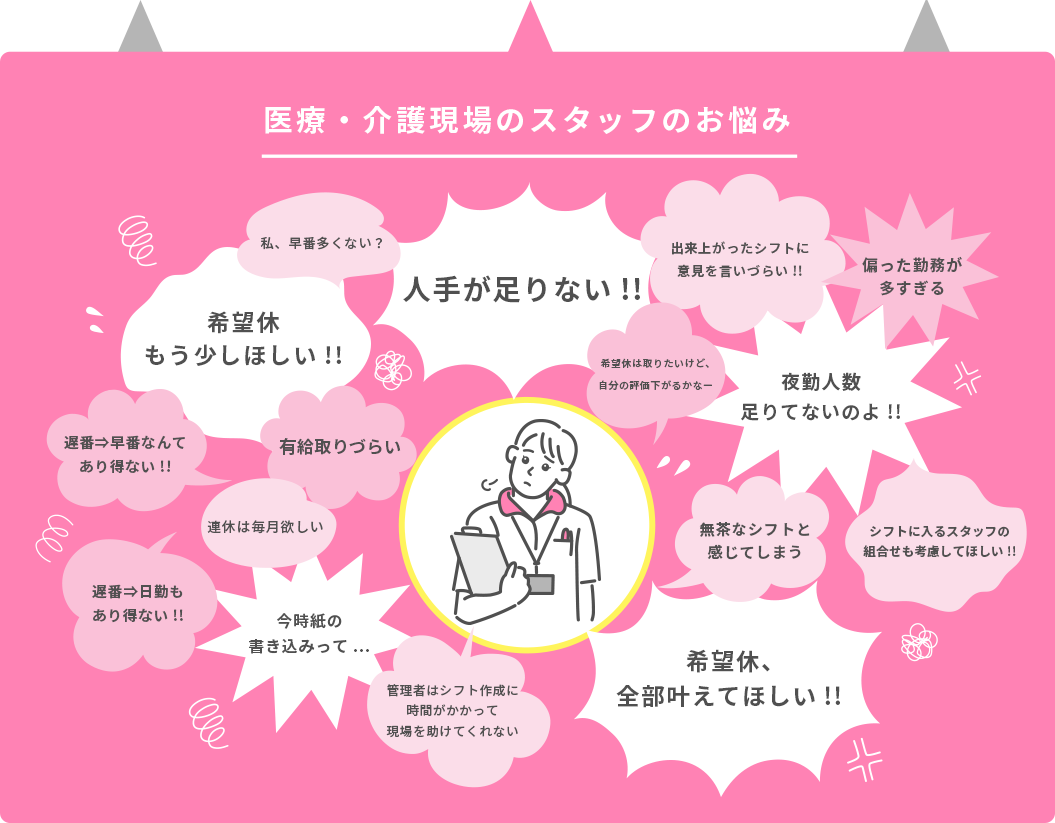 医療・介護現場のスタッフのお悩み
私、早番多くない？
人手が足りない!!
出来上がったシフトに
意見を言いづらい!!
偏った勤務が
多すぎる
希望休
もう少しほしい!!
希望休は取りたいけど、
自分の評価下がるかなー
夜勤人数
足りてないのよ!!
遅番⇒早番なんて
あり得ない!!
有給取りづらい
連休は毎月欲しい
無茶なシフトと
感じてしまう
シフトに入るスタッフの
組合せも考慮してほしい!!
遅番⇒日勤も
あり得ない!!
今時紙の
書き込みって...
希望休、
全部叶えてほしい!!
管理者はシフト作成に
時間がかかって
現場を助けてくれない